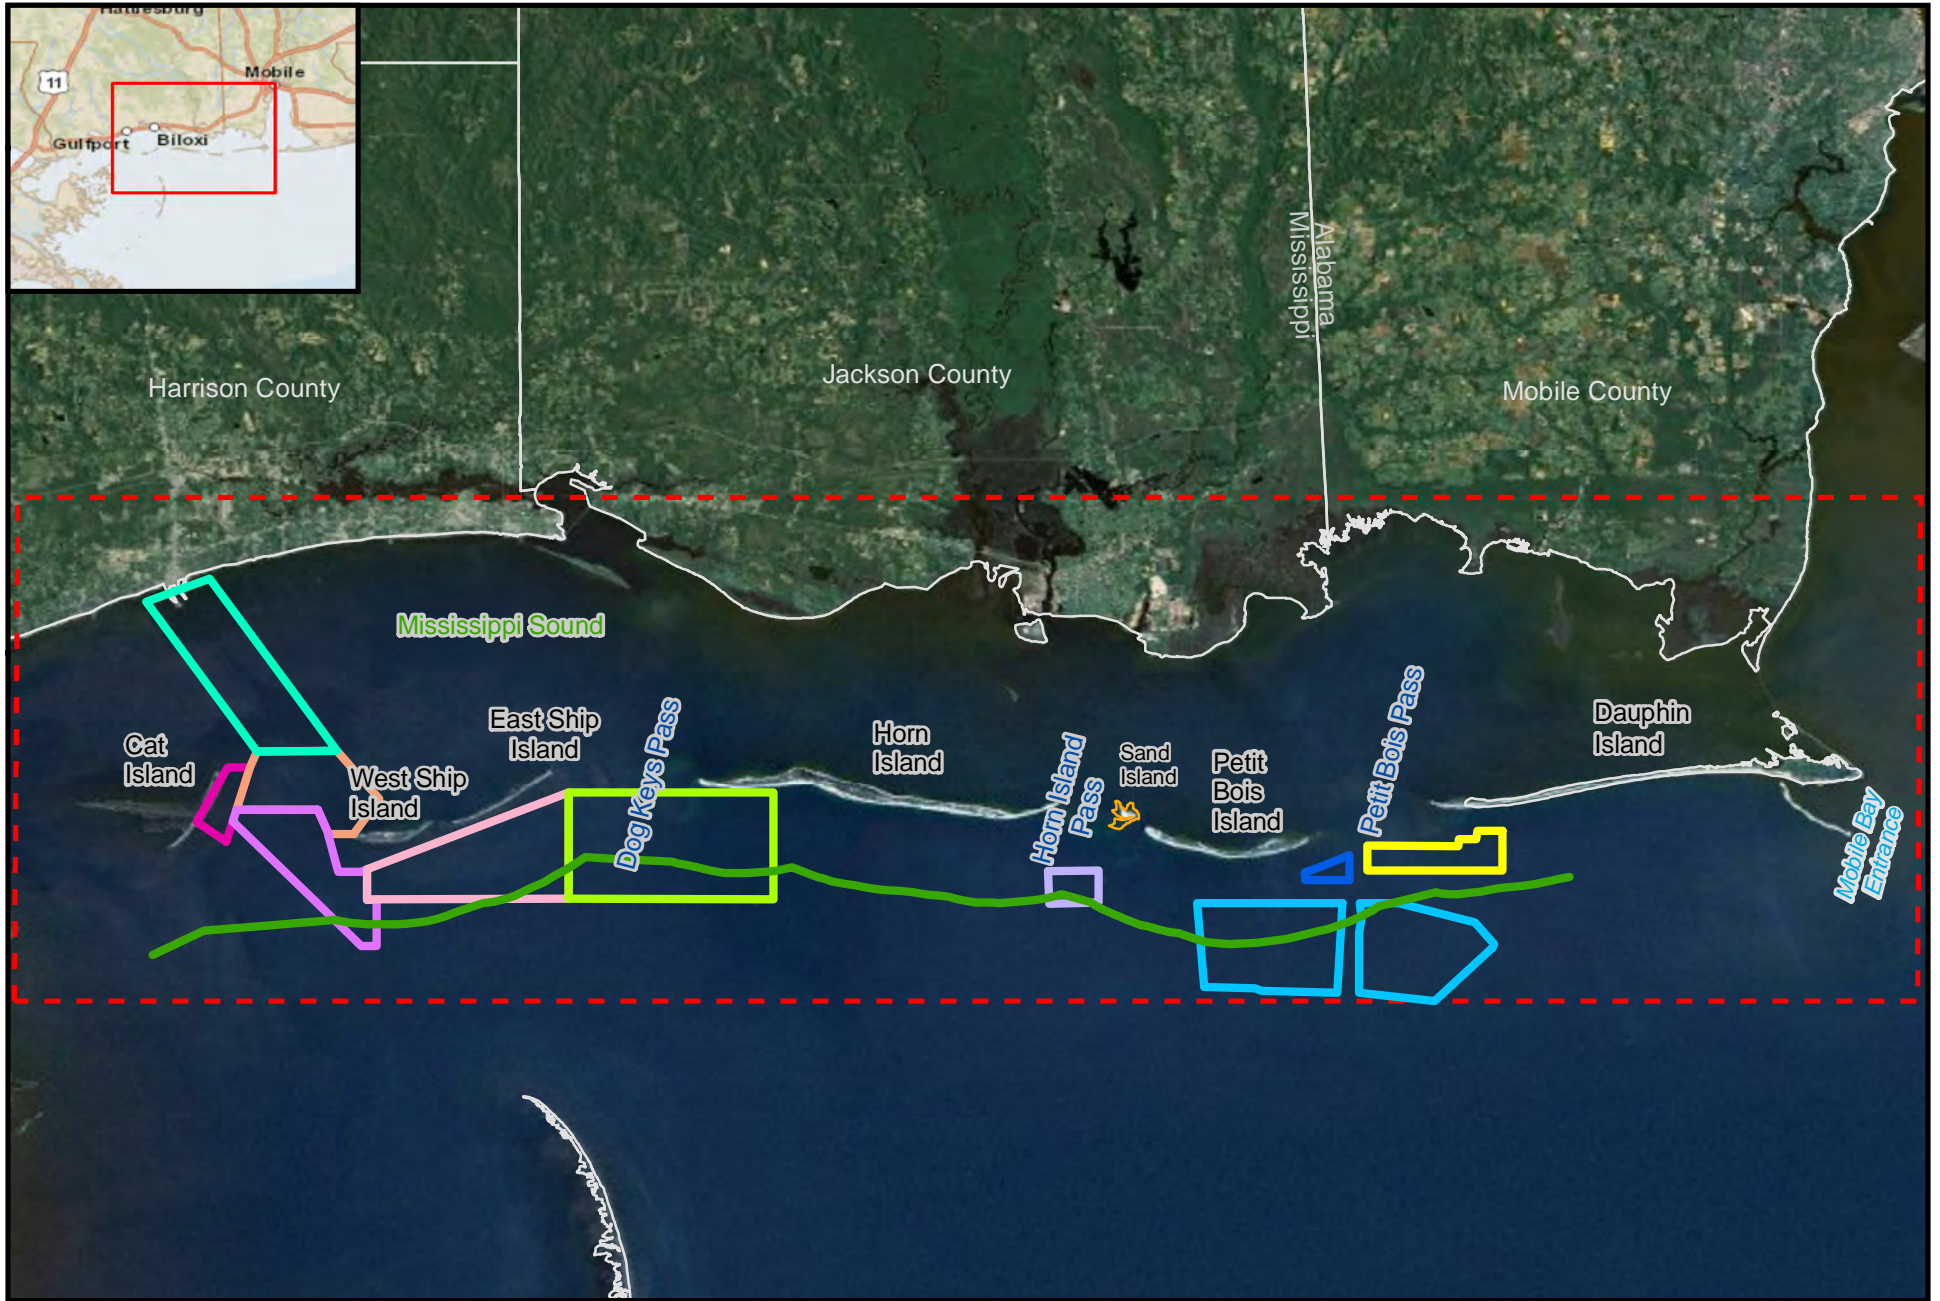 Hattiesburg
11
Mobile
Gulfport
Biloxi
Alabama
Mississippi
Harrison County
Jackson County
Mobile County
Mississippi Sound
Cat
Island
West Ship
Island
East Ship
Island
Dog Keys Pass
Horn
Island
Horn Island
Pass
Sand
Island
Petit
Bois
Island
Petit Bois Pass
Dauphin
Island
Mobile Bay
Entrance